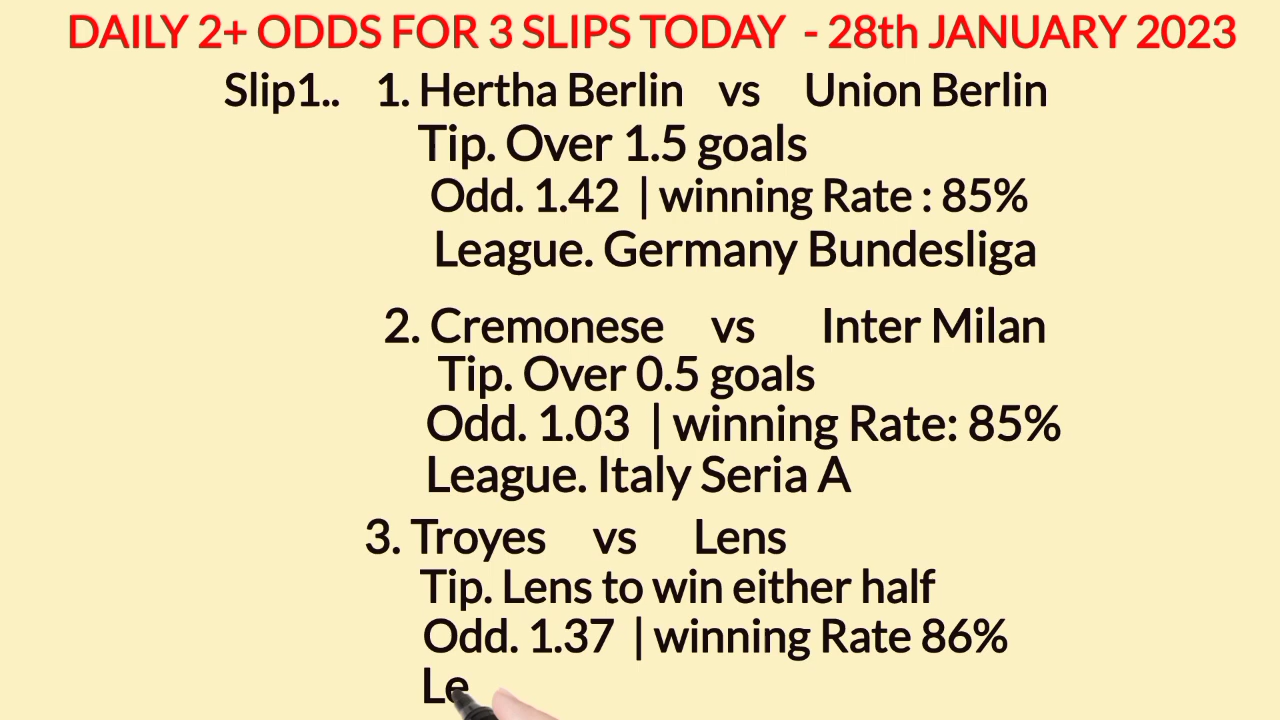 DAILY 2+ ODDS FOR 3 SLIPS TODAY - 28th JANUARY 2023
Slip1.. 1. Hertha Berlin vs Union Berlin
Tip. Over 1.5 goals
Odd. 1.42 | winning Rate : 85%
League. Germany Bundesliga
2. Cremonese vs Inter Milan
Tip. Over 0.5 goals
Odd. 1.03 | winning Rate: 85%
League. Italy Seria A
3. Troyes vs Lens
Tip. Lens to win either half
Odd. 1.37 | winning Rate 86%
Le